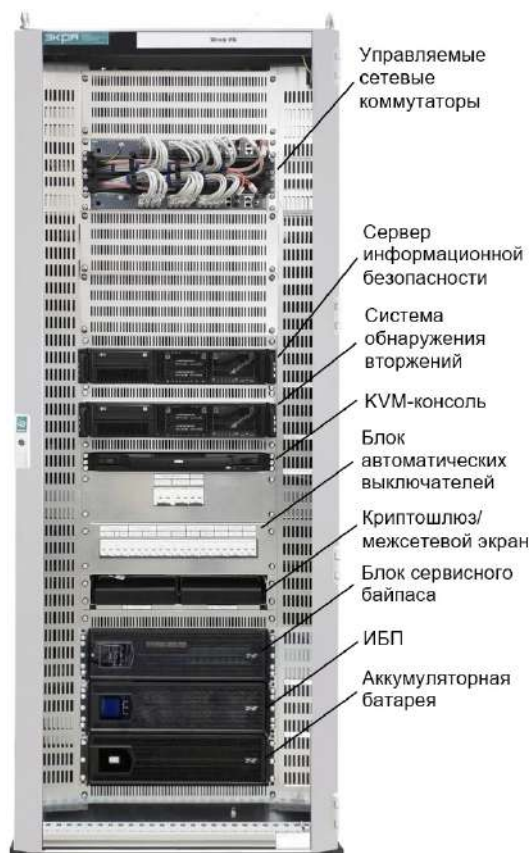 ЭКРА
Управляемые
сетевые
коммутаторы
Сервер
информационной
безопасности
Система
обнаружения
вторжений
KVM-консоль
Блок
автоматических
выключателей
Криптошлюз/
межсетевой экран
Блок сервисного
байпаса
ИБП
Аккумуляторная
батарея